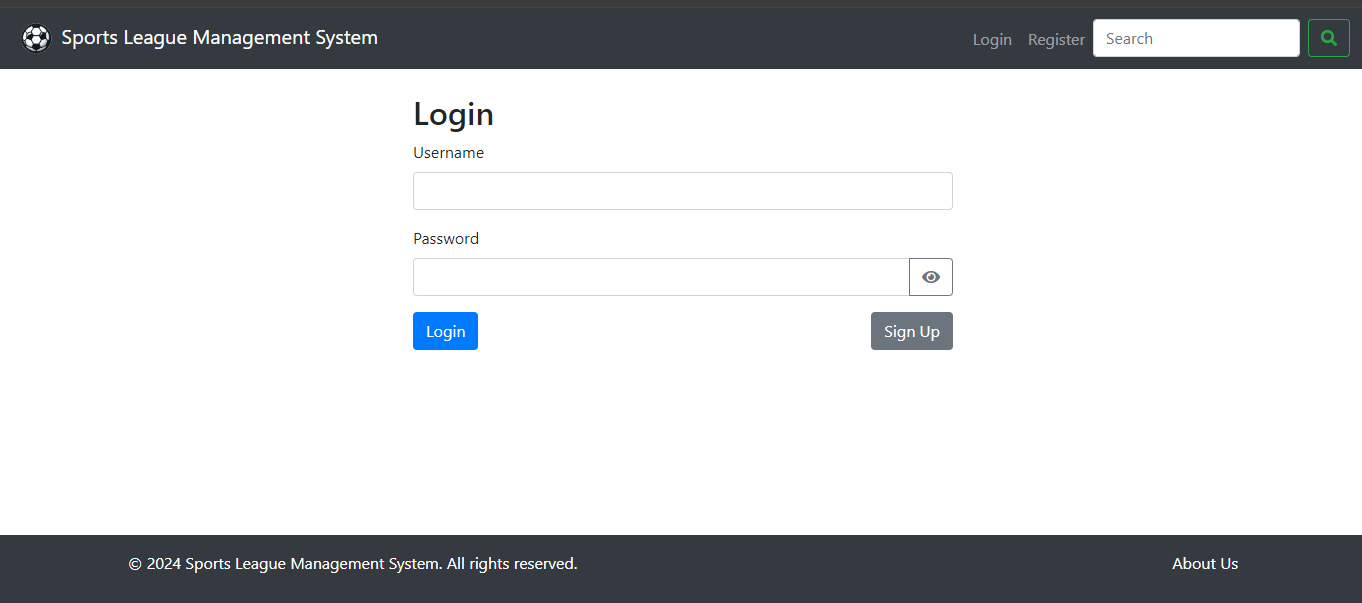 Sports League Management System
Login Register Search
Login
Username
Password
Login Sign Up
© 2024 Sports League Management System. All rights reserved. About Us